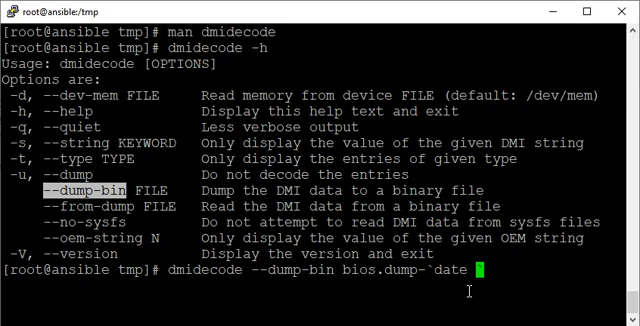 root@ansible:/tmp
[root@ansible tmp]# man dmidecode
[root@ansible tmp]# dmidecode -h
Usage: dmidecode [OPTIONS]
Options are:
 -d, --dev-mem FILE     Read memory from device FILE (default: /dev/mem)
 -h, --help             Display this help text and exit
 -q, --quiet            Less verbose output
 -s, --string KEYWORD   Only display the value of the given DMI string
 -t, --type TYPE        Only display the entries of given type
 -u, --dump             Do not decode the entries
     --dump-bin FILE    Dump the DMI data to a binary file
     --from-dump FILE   Read the DMI data from a binary file
     --no-sysfs         Do not attempt to read DMI data from sysfs files
     --oem-string N     Only display the value of the given OEM string
 -V, --version          Display the version and exit
[root@ansible tmp]# dmidecode --dump-bin bios.dump-`date `